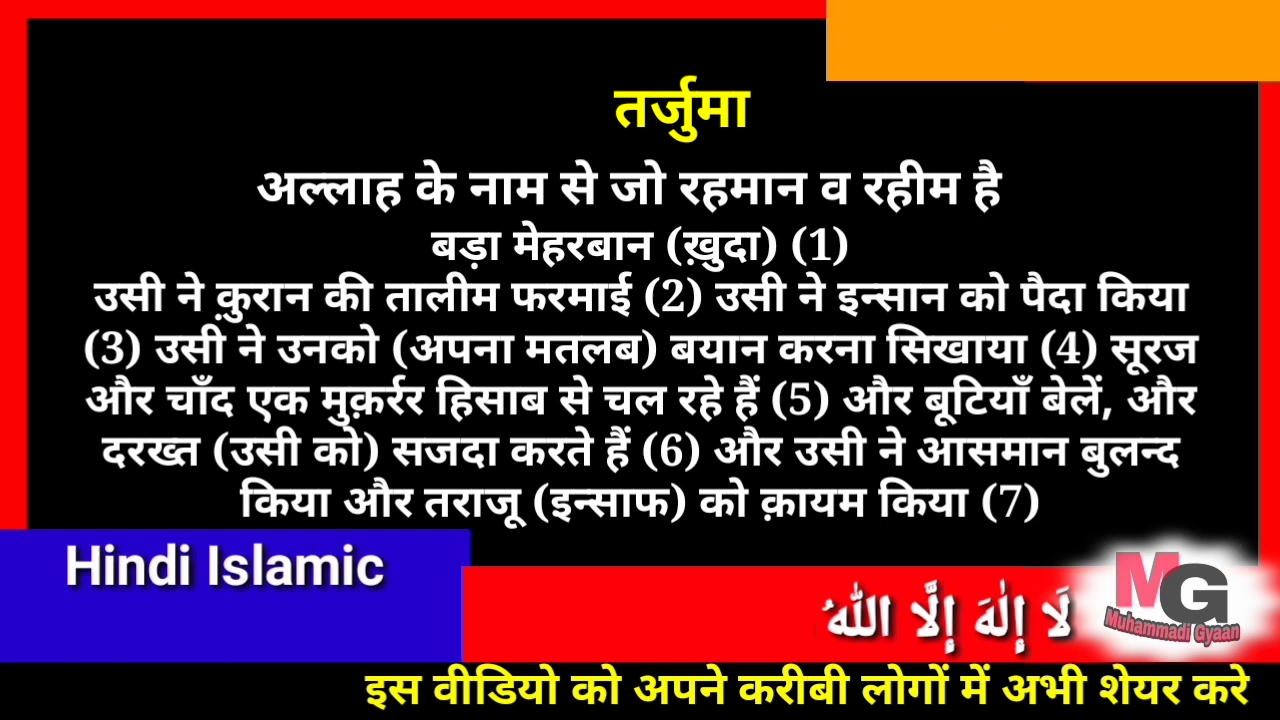 तर्जुमा
अल्लाह के नाम से जो रहमान व रहीम है
बड़ा मेहरबान (ख़ुदा) (1)
उसी ने क़ुरान की तालीम फरमाई (2) उसी ने इन्सान को पैदा किया
(3) उसी ने उनको (अपना मतलब) बयान करना सिखाया (4) सूरज
और चाँद एक मुक़र्रर हिसाब से चल रहे हैं (5) और बूटियाँ बेलें, और
दरख्त (उसी को) सजदा करते हैं (6) और उसी ने आसमान बुलन्द
किया और तराजू (इन्साफ) को क़ायम किया (7)
Hindi Islamic
لَا إِلٰهَ إِلَّا اللهُ
MG
Muhammadi Gyaan
इस वीडियो को अपने करीबी लोगों में अभी शेयर करे